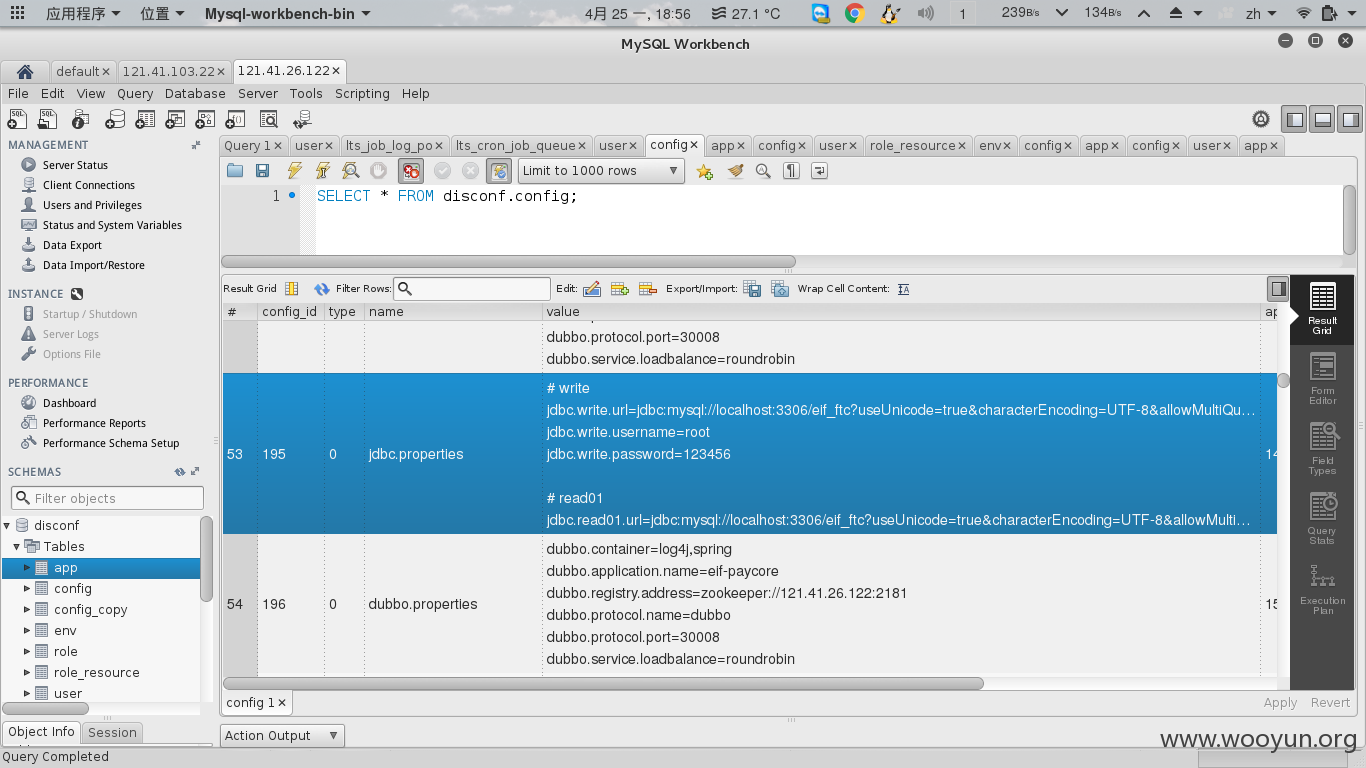 应用程序 位置 Mysql-workbench-bin 4月 25 一, 18:56 27.1 °C 1 239B/s 134B/s zh
MySQL Workbench
default 121.41.103.22 121.41.26.122
File Edit View Query Database Server Tools Scripting Help
MANAGEMENT
Server Status
Client Connections
Users and Privileges
Status and System Variables
Data Export
Data Import/Restore
INSTANCE
Startup / Shutdown
Server Logs
Options File
PERFORMANCE
Dashboard
Performance Reports
Performance Schema Setup
SCHEMAS
Filter objects
disconf
Tables
app
config
config_copy
env
role
role_resource
user
Object Info Session
Query Completed
Query 1 user lts_job_log_po lts_cron_job_queue user config app config user role_resource env config app config user app
Limit to 1000 rows
1 SELECT * FROM disconf.config;
Result Grid Filter Rows: Edit: Export/Import: Wrap Cell Content:
# config_id type name value ap
dubbo.protocol.port=30008
dubbo.service.loadbalance=roundrobin
# write
jdbc.write.url=jdbc:mysql://localhost:3306/eif_ftc?useUnicode=true&characterEncoding=UTF-8&allowMultiQu...
jdbc.write.username=root
53 195 0 jdbc.properties jdbc.write.password=123456 14
# read01
jdbc.read01.url=jdbc:mysql://localhost:3306/eif_ftc?useUnicode=true&characterEncoding=UTF-8&allowMulti...
dubbo.container=log4j,spring
dubbo.application.name=eif-paycore
dubbo.registry.address=zookeeper://121.41.26.122:2181
54 196 0 dubbo.properties dubbo.protocol.name=dubbo 15
dubbo.protocol.port=30008
dubbo.service.loadbalance=roundrobin
Result
Grid
Form
Editor
Field
Types
Query
Stats
Execution
Plan
config 1 Apply Revert
Action Output
www.wooyun.org